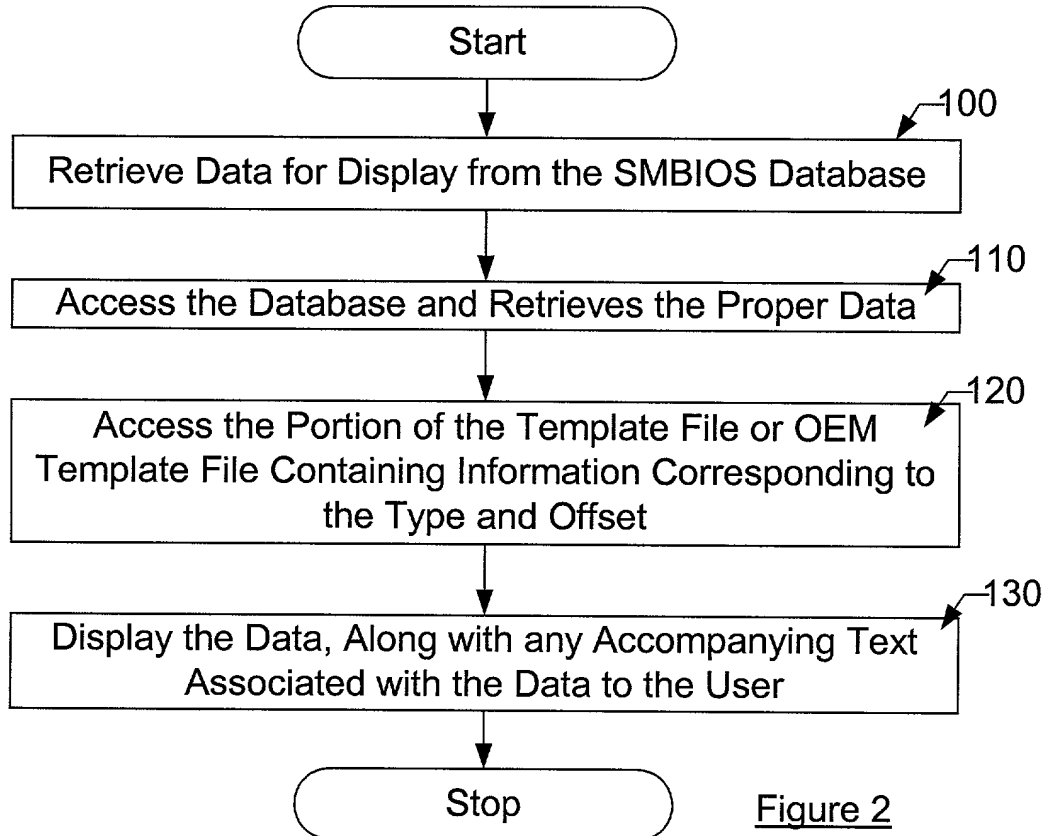 Start
100
Retrieve Data for Display from the SMBIOS Database
110
Access the Database and Retrieves the Proper Data
120
Access the Portion of the Template File or OEM
Template File Containing Information Corresponding to
the Type and Offset
130
Display the Data, Along with any Accompanying Text
Associated with the Data to the User
Stop
Figure 2